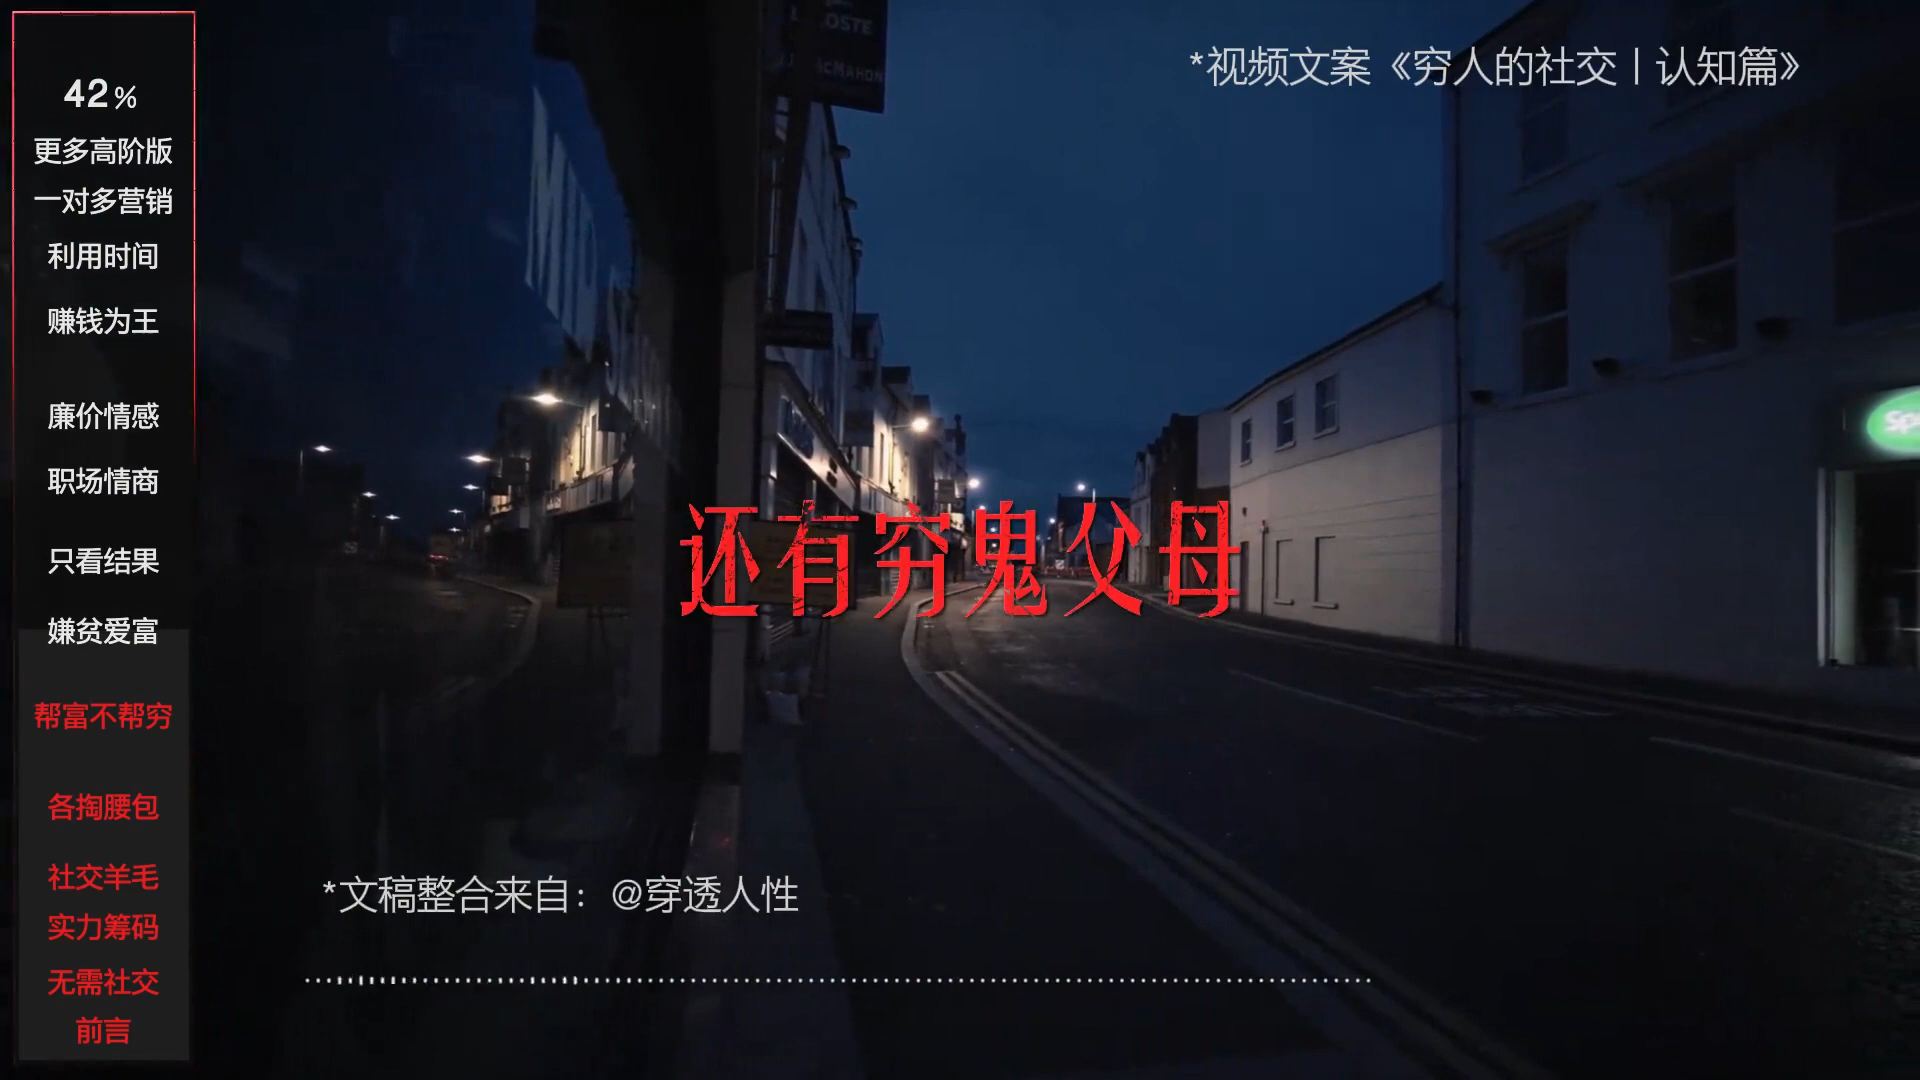 *视频文案《穷人的社交丨认知篇》
42%
更多高阶版
一对多营销
利用时间
赚钱为王
廉价情感
职场情商
只看结果
嫌贫爱富
帮富不帮穷
各掏腰包
社交羊毛
实力筹码
无需社交
前言
还有穷鬼父母
*文稿整合来自：@穿透人性
McMAHON